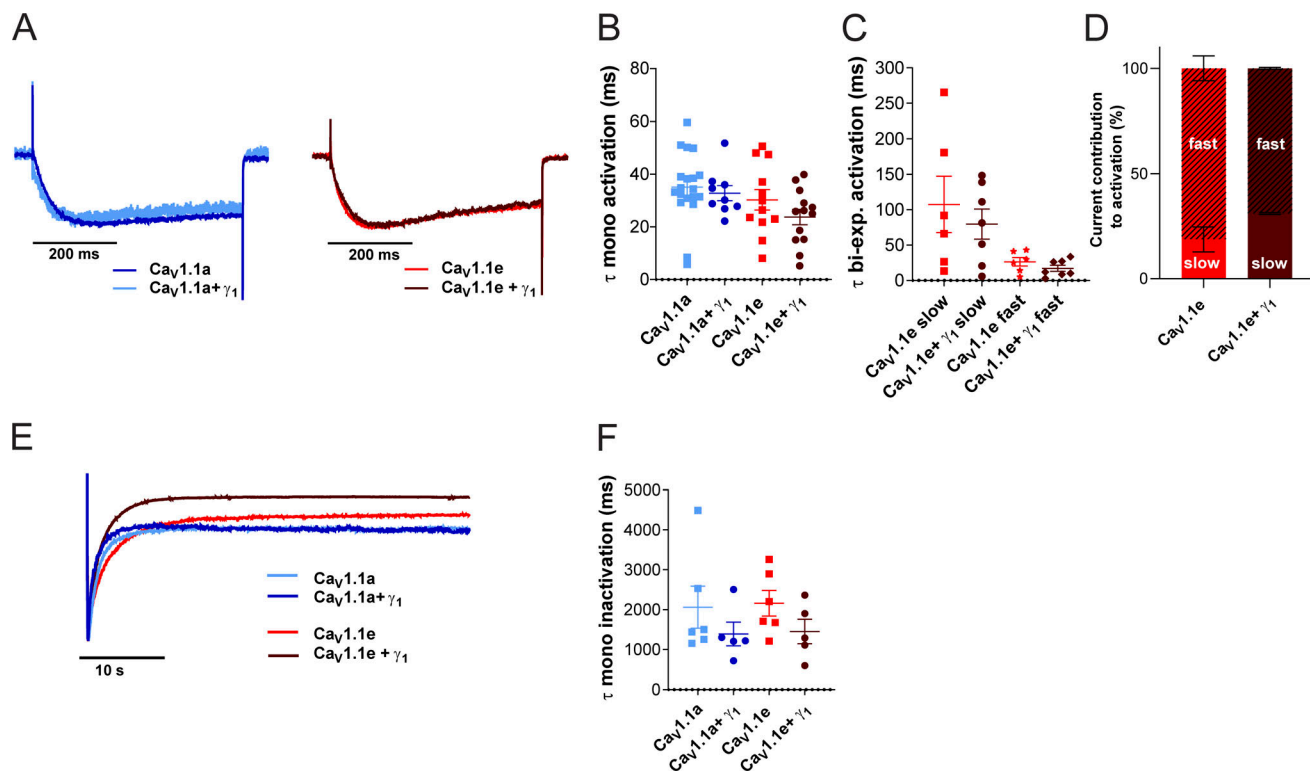 A
200 ms
200 ms
Caᵥ1.1a
Caᵥ1.1a+γ₁
Caᵥ1.1e
Caᵥ1.1e + γ₁
B
τ mono activation (ms)
80
60
40
20
0
Caᵥ1.1a
Caᵥ1.1a+ γ₁
Caᵥ1.1e
Caᵥ1.1e+ γ₁
C
τ bi-exp. activation (ms)
300
250
200
150
100
50
0
Caᵥ1.1e slow
Caᵥ1.1e+ γ₁ slow
Caᵥ1.1e fast
Caᵥ1.1e+ γ₁ fast
D
Current contribution
to activation (%)
100
50
0
fast
slow
fast
slow
Caᵥ1.1e
Caᵥ1.1e+ γ₁
E
10 s
Caᵥ1.1a
Caᵥ1.1a+γ₁
Caᵥ1.1e
Caᵥ1.1e + γ₁
F
τ mono inactivation (ms)
5000
4000
3000
2000
1000
0
Caᵥ1.1a
Caᵥ1.1a+ γ₁
Caᵥ1.1e
Caᵥ1.1e+ γ₁